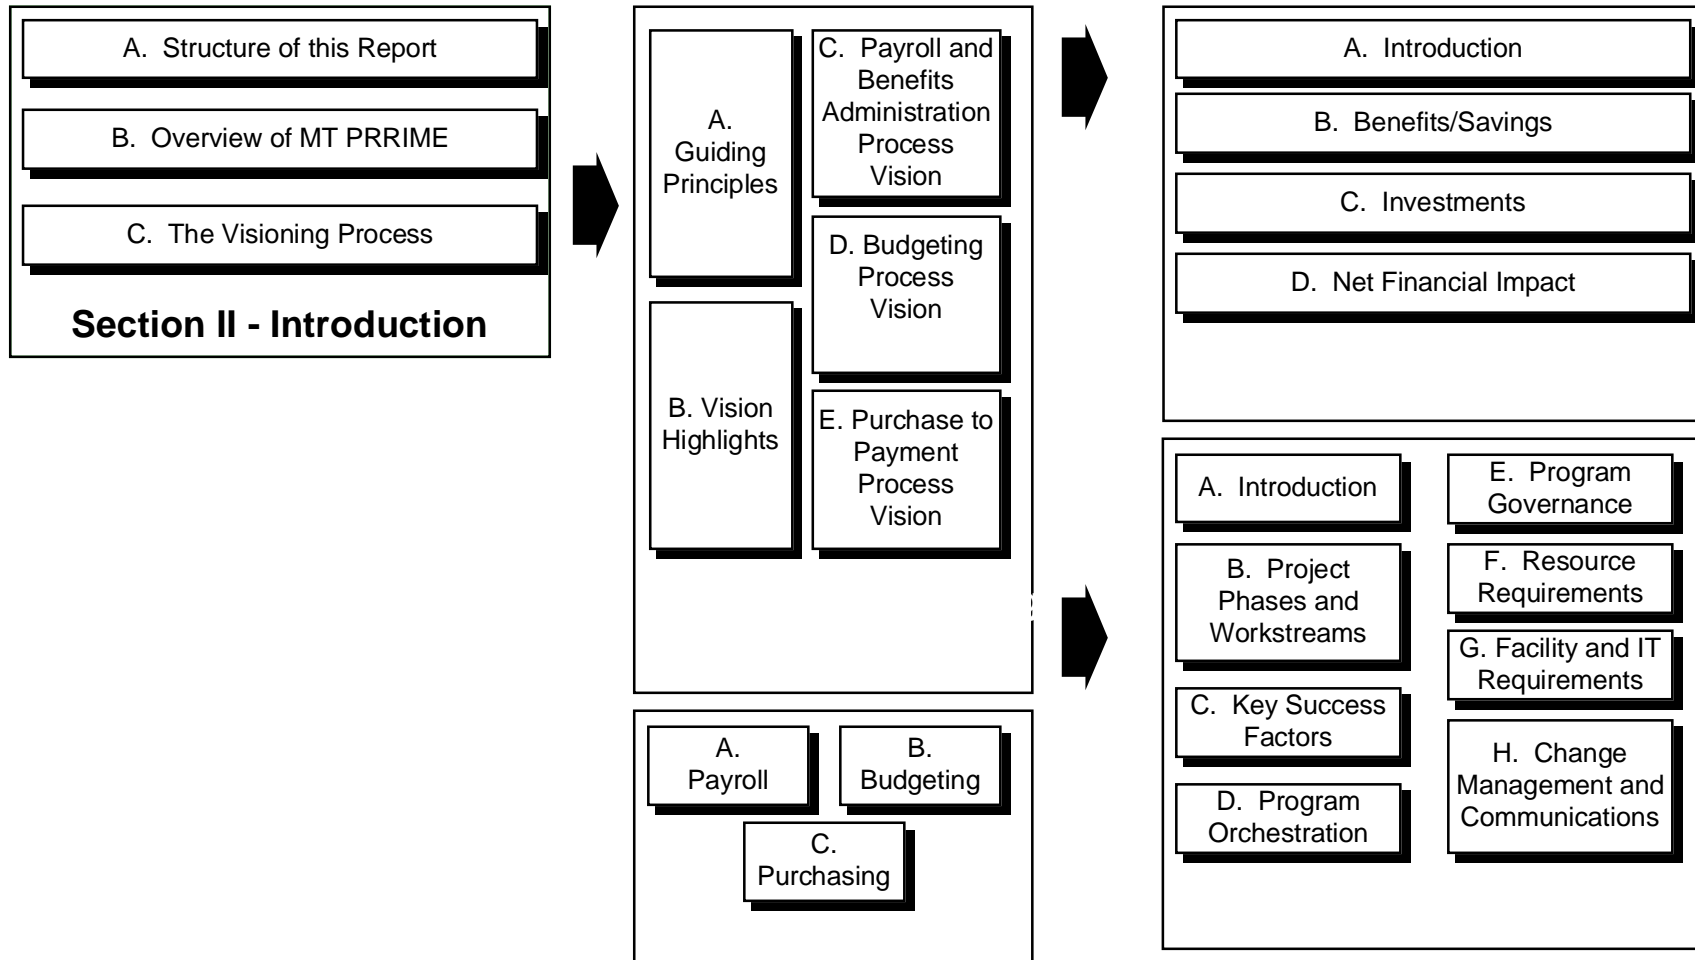 A. Structure of this Report
B. Overview of MT PRRIME
C. The Visioning Process
Section II - Introduction
A.
Guiding
Principles
B. Vision
Highlights
C. Payroll and
Benefits
Administration
Process
Vision
D. Budgeting
Process
Vision
E. Purchase to
Payment
Process
Vision
A.
Payroll
B.
Budgeting
C.
Purchasing
A. Introduction
B. Benefits/Savings
C. Investments
D. Net Financial Impact
A. Introduction
B. Project
Phases and
Workstreams
C. Key Success
Factors
D. Program
Orchestration
E. Program
Governance
F. Resource
Requirements
G. Facility and IT
Requirements
H. Change
Management and
Communications